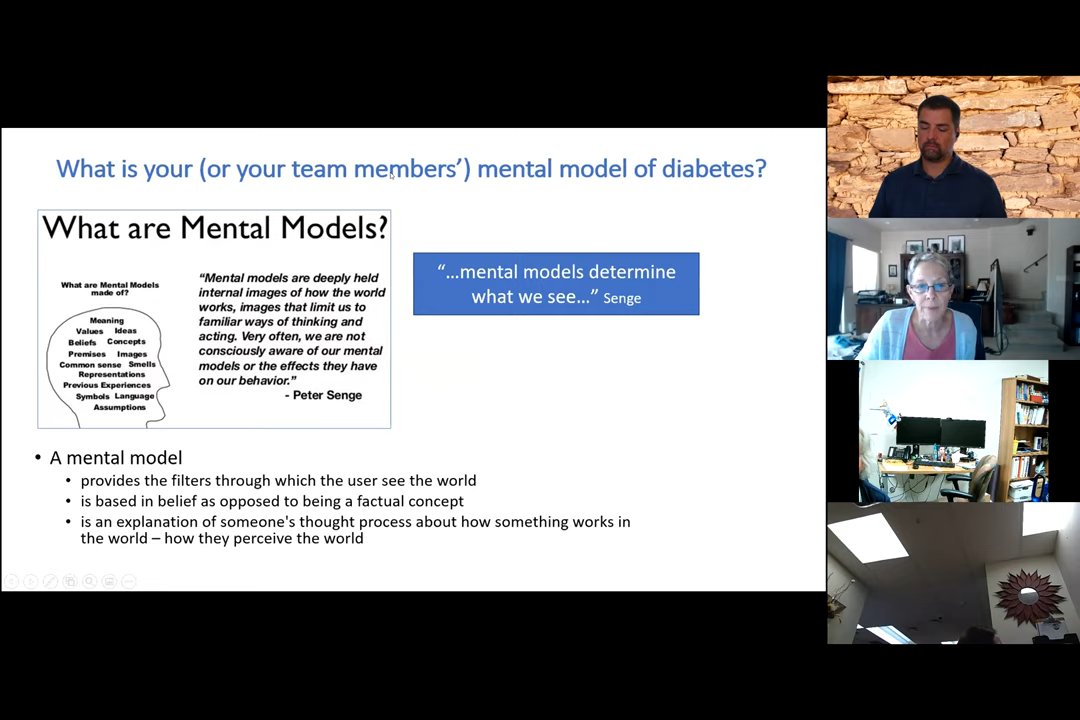 What is your (or your team members’) mental model of diabetes?
What are Mental Models?
What are Mental Models
made of?
Meaning
Values Ideas
Beliefs Concepts
Premises Images
Common sense Smells
Representations
Previous Experiences
Symbols Language
Assumptions
“Mental models are deeply held
internal images of how the world
works, images that limit us to
familiar ways of thinking and
acting. Very often, we are not
consciously aware of our mental
models or the effects they have
on our behavior.”
- Peter Senge
“…mental models determine
what we see…” Senge
• A mental model
• provides the filters through which the user see the world
• is based in belief as opposed to being a factual concept
• is an explanation of someone's thought process about how something works in
the world – how they perceive the world